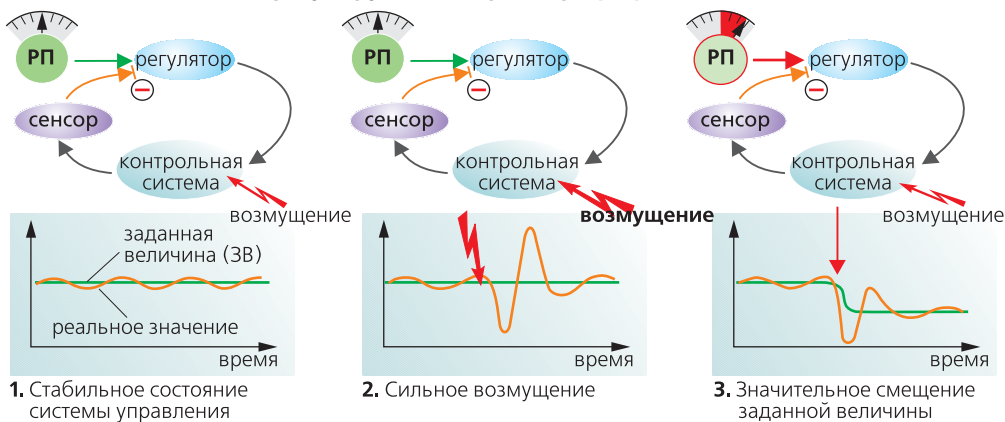 РП
регулятор
сенсор
контрольная
система
возмущение
заданная
величина (ЗВ)
реальное значение
время
1. Стабильное состояние
системы управления
РП
регулятор
сенсор
контрольная
система
возмущение
время
2. Сильное возмущение
РП
регулятор
сенсор
контрольная
система
возмущение
время
3. Значительное смещение
заданной величины